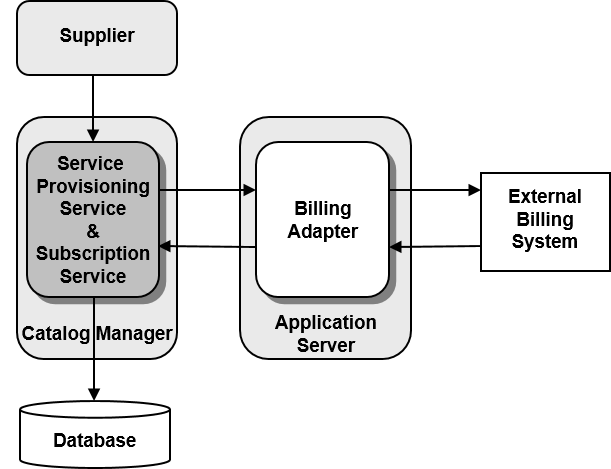 Supplier
Service
Provisioning
Service
&
Subscription
Service
Catalog Manager
Billing
Adapter
Application
Server
External
Billing
System
Database